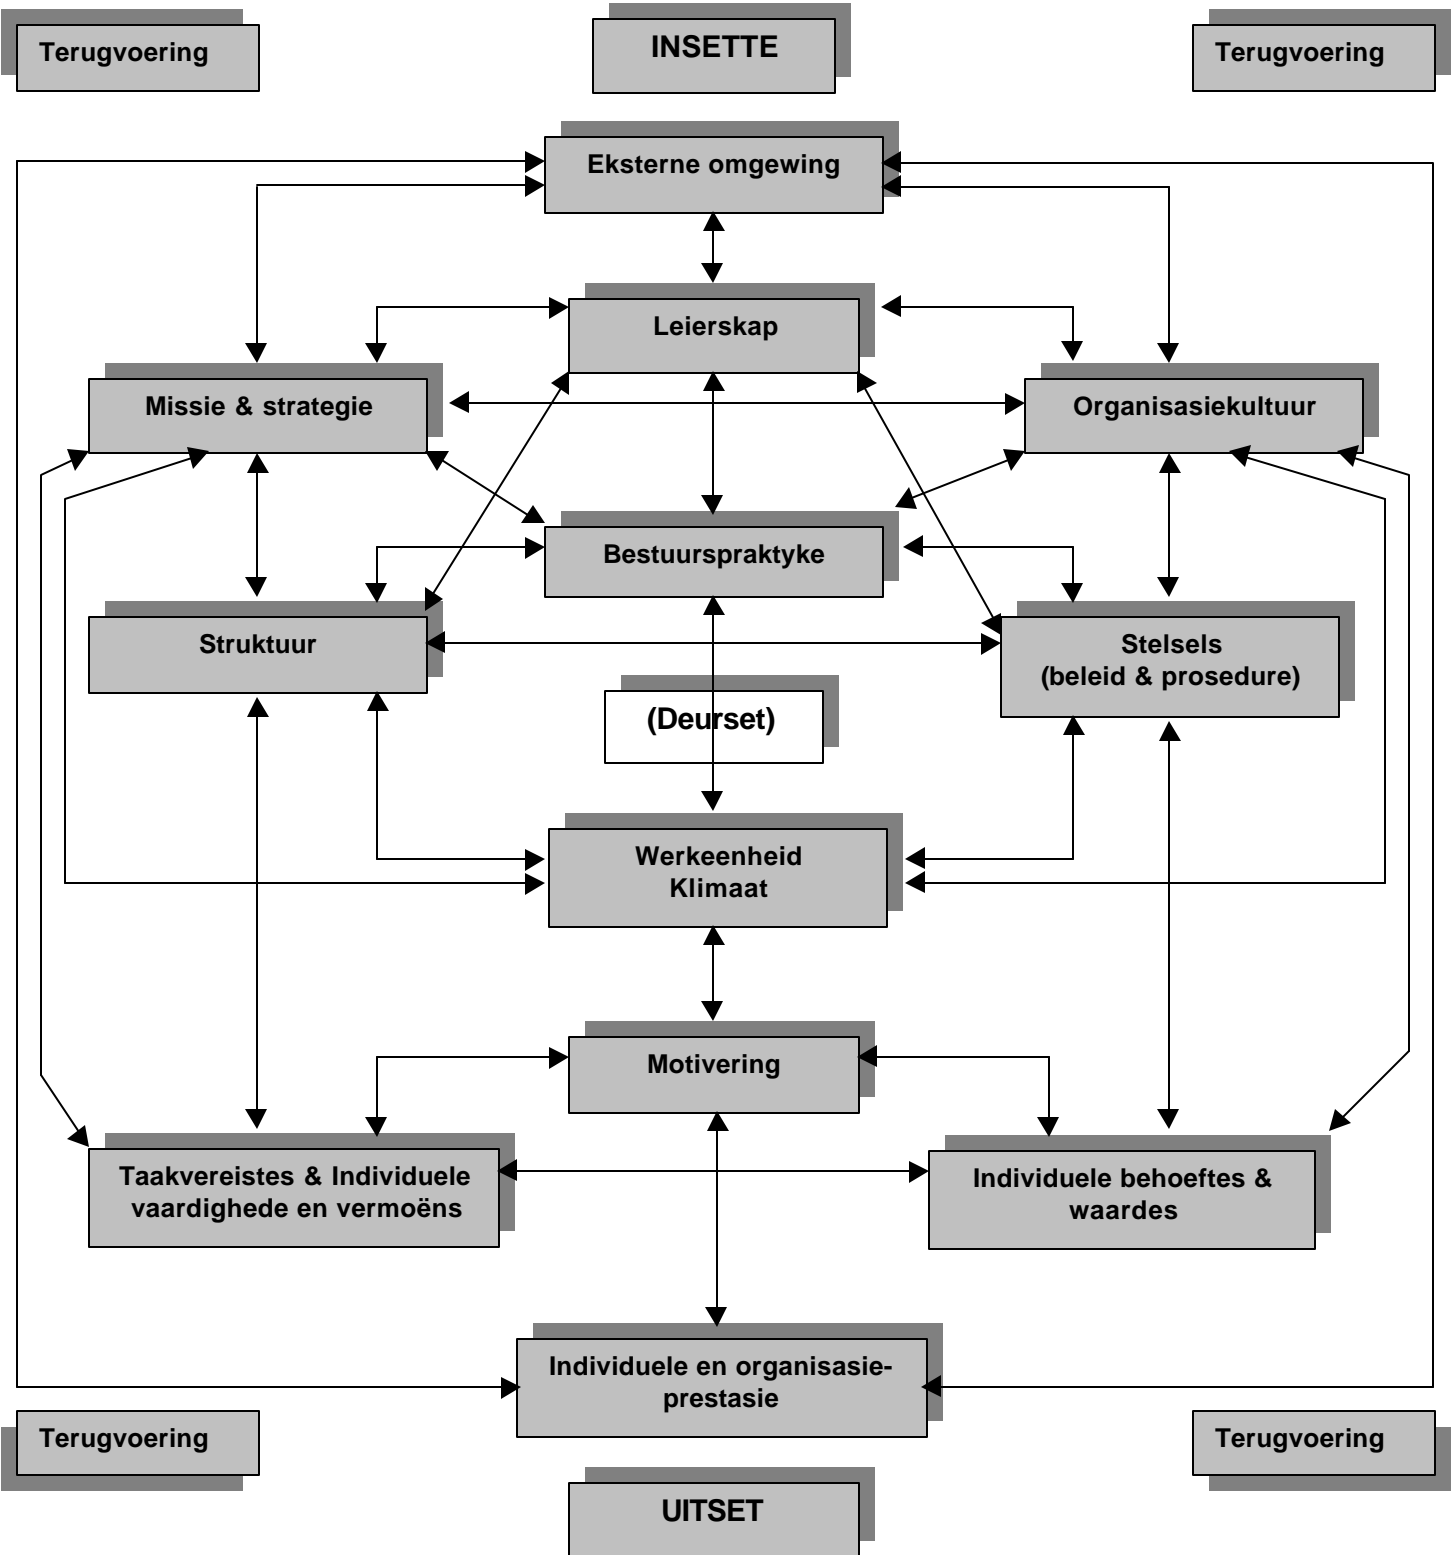 Terugvoering
INSETTE
Terugvoering
Eksterne omgewing
Leierskap
Missie & strategie
Organisasiekultuur
Bestuurspraktyke
Struktuur
Stelsels
(beleid & prosedure)
(Deurset)
Werkeenheid
Klimaat
Motivering
Taakvereistes & Individuele
vaardighede en vermoëns
Individuele behoeftes &
waardes
Individuele en organisasie-
prestasie
Terugvoering
Terugvoering
UITSET